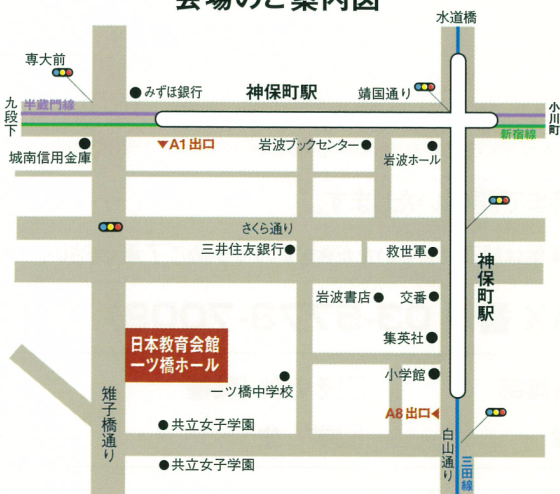 会場のご案内図
水道橋
専大前
みずほ銀行
神保町駅
靖国通り
九段下
半蔵門線
新宿線
小川町
城南信用金庫
▼A1出口
岩波ブックセンター
岩波ホール
さくら通り
三井住友銀行
救世軍
神保町駅
岩波書店
交番
集英社
日本教育会館
一ツ橋ホール
小学館
一ツ橋中学校
雉子橋通り
A8出口◀
共立女子学園
白山通り
三田線
共立女子学園